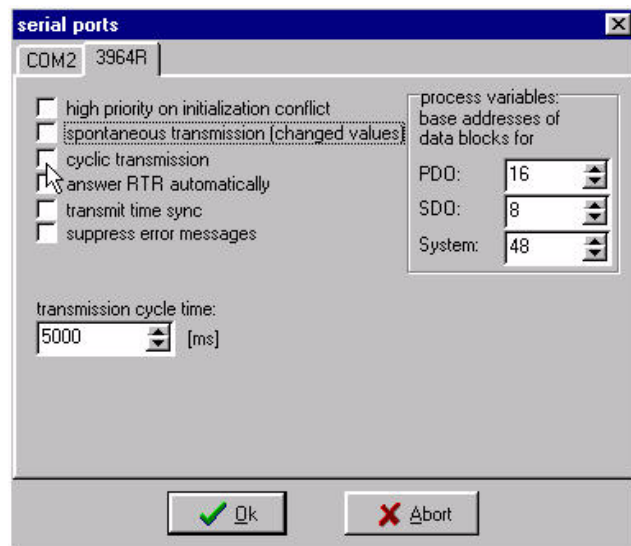 serial ports
COM2
3964R
high priority on initialization conflict
spontaneous transmission (changed values)
cyclic transmission
answer RTR automatically
transmit time sync
suppress error messages
process variables:
base addresses of
data blocks for
PDO: 16
SDO: 8
System: 48
transmission cycle time:
5000 [ms]
Ok
Abort